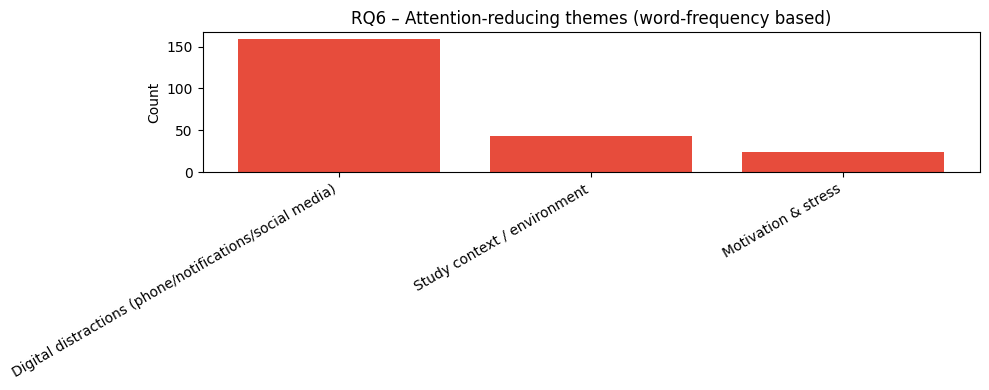 RQ6 – Attention-reducing themes (word-frequency based)
Count
150
100
50
0
Digital distractions (phone/notifications/social media)
Study context / environment
Motivation & stress